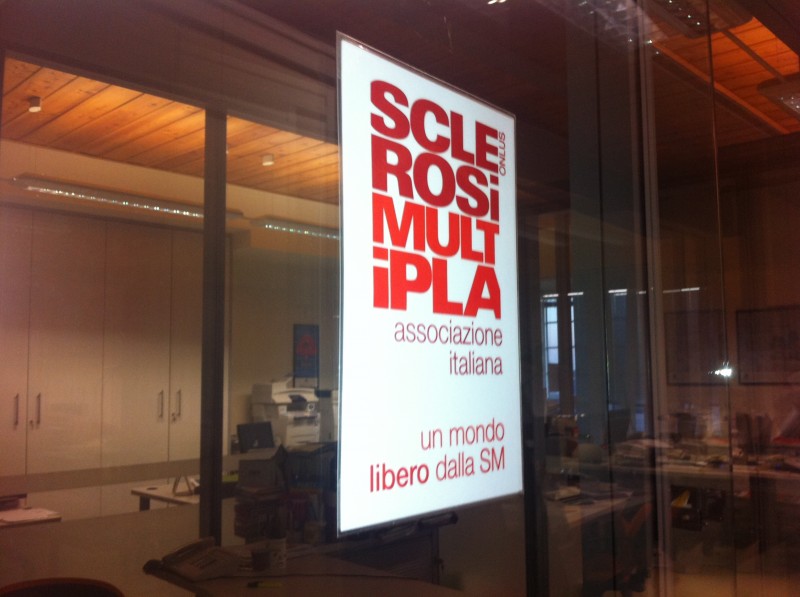 SCLE
ROSi
MULT
iPLA
ONLUS
associazione
italiana
un mondo
libero dalla SM